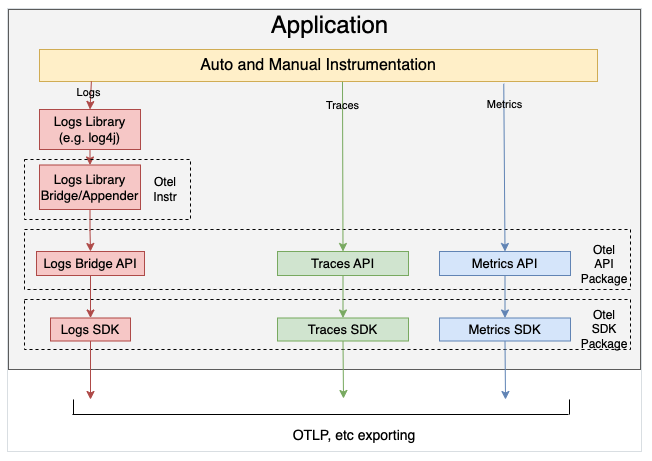 Application
Auto and Manual Instrumentation
Logs
Traces
Metrics
Logs Library
(e.g. log4j)
Logs Library
Bridge/Appender
Otel
Instr
Logs Bridge API
Traces API
Metrics API
Otel
API
Package
Logs SDK
Traces SDK
Metrics SDK
Otel
SDK
Package
OTLP, etc exporting